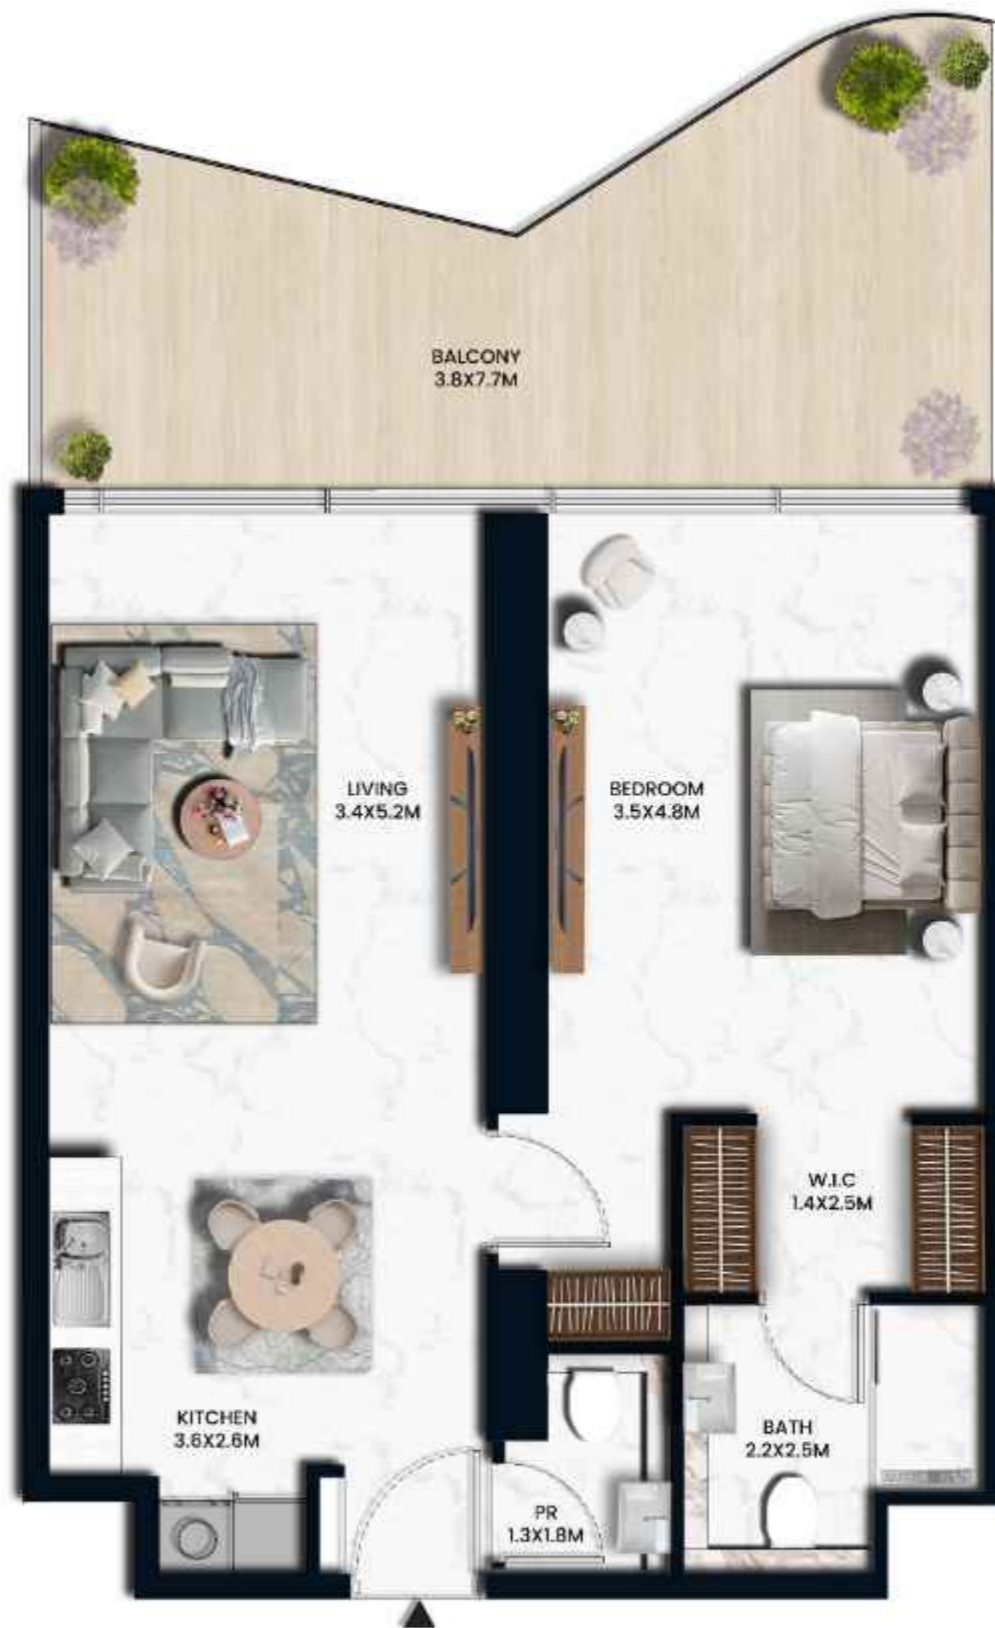 BALCONY
3.8X7.7M
LIVING
3.4X5.2M
BEDROOM
3.5X4.8M
W.I.C
1.4X2.5M
KITCHEN
3.6X2.6M
BATH
2.2X2.5M
PR
1.3X1.8M